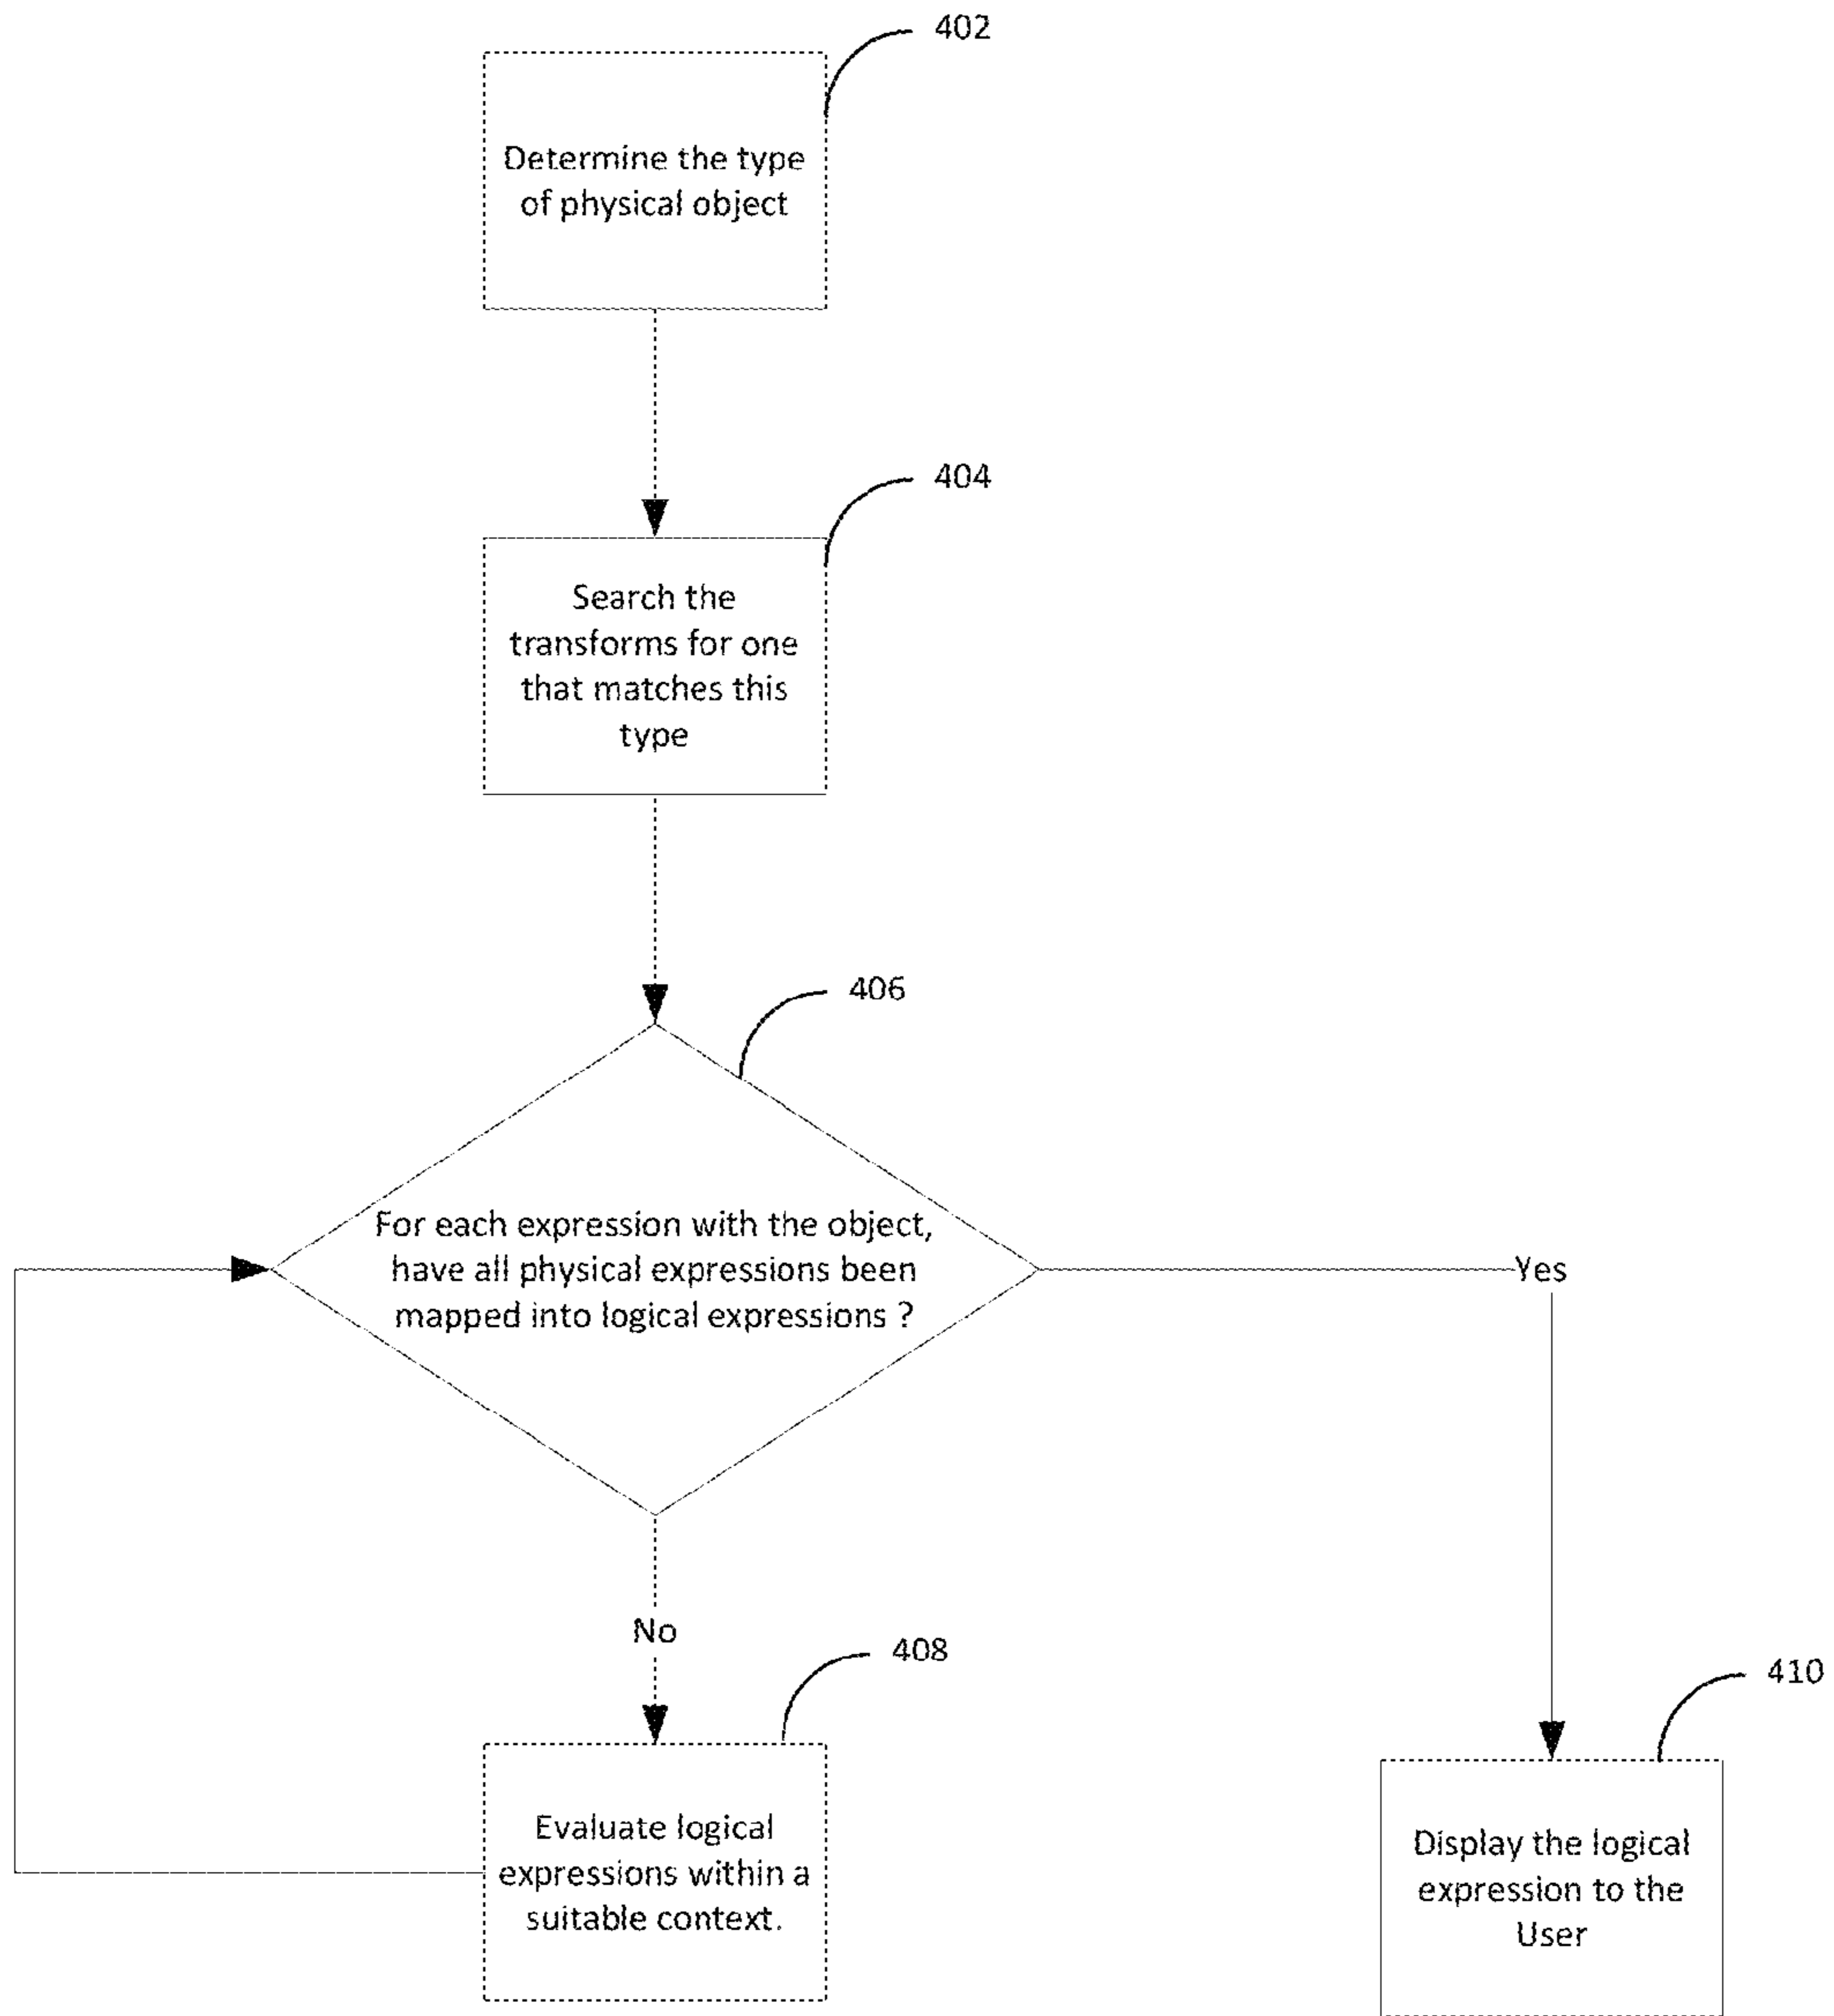 402
Determine the type
of physical object
404
Search the
transforms for one
that matches this
type
406
For each expression with the object,
have all physical expressions been
mapped into logical expressions ?
Yes
No
408
Evaluate logical
expressions within a
suitable context.
410
Display the logical
expression to the
User